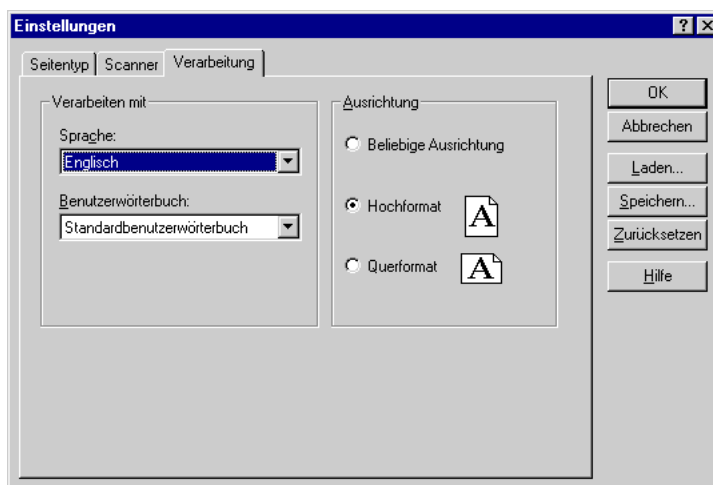 Einstellungen
Seitentyp Scanner Verarbeitung
Verarbeiten mit
Sprache:
Englisch
Benutzerwörterbuch:
Standardbenutzerwörterbuch
Ausrichtung
Beliebige Ausrichtung
Hochformat A
Querformat A
OK
Abbrechen
Laden...
Speichern...
Zurücksetzen
Hilfe